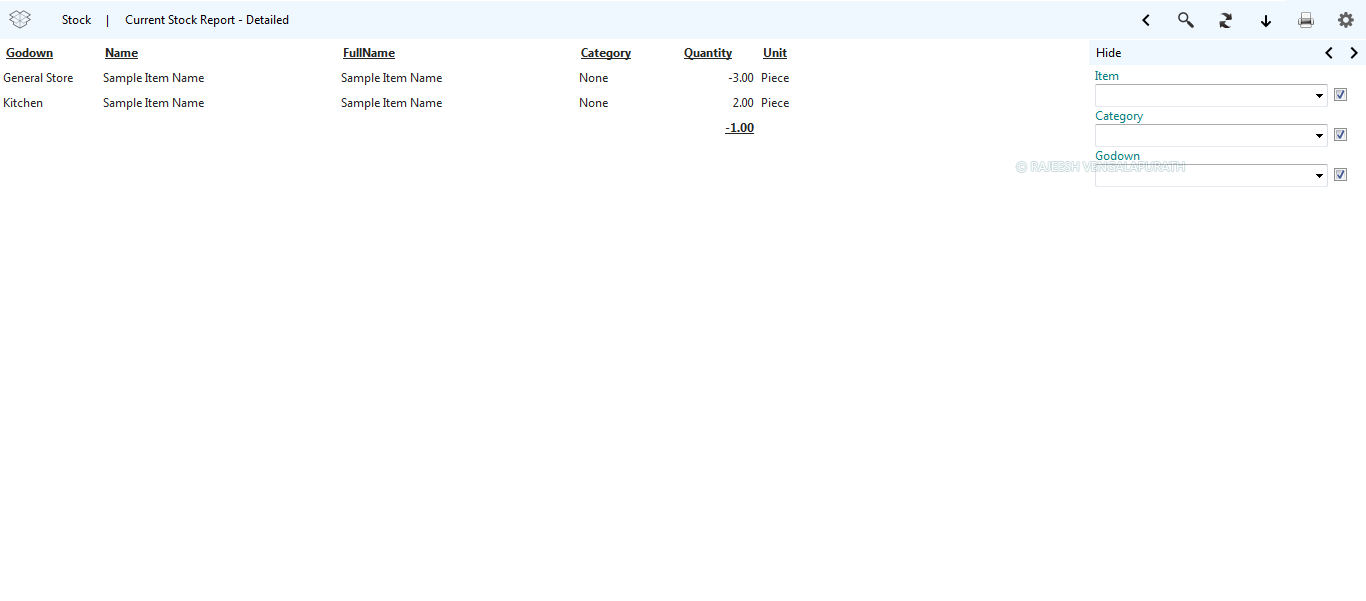 Stock | Current Stock Report - Detailed
Godown Name FullName Category Quantity Unit
General Store Sample Item Name Sample Item Name None -3.00 Piece
Kitchen Sample Item Name Sample Item Name None 2.00 Piece
-1.00
Hide
Item
Category
Godown
© RAJEESH VENGALAPURATH